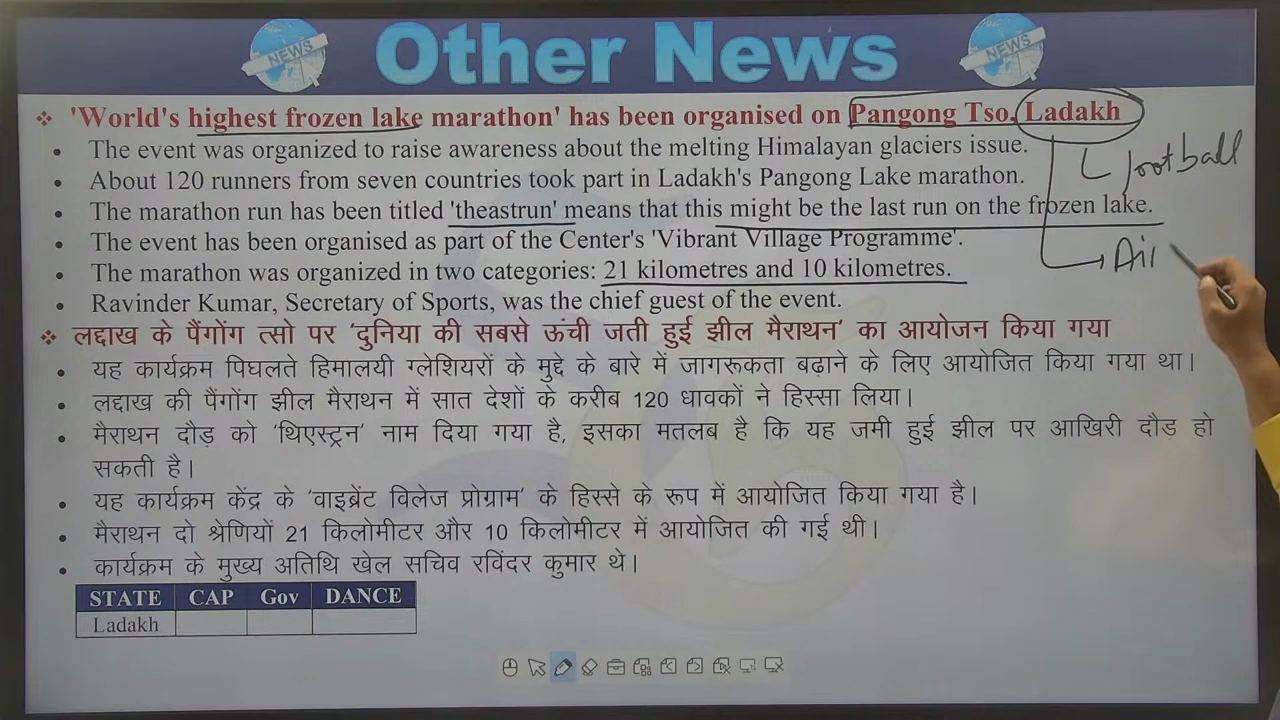 NEWS Other News NEWS
❖ 'World's highest frozen lake marathon' has been organised on Pangong Tso, Ladakh
• The event was organized to raise awareness about the melting Himalayan glaciers issue.
football
• About 120 runners from seven countries took part in Ladakh's Pangong Lake marathon.
• The marathon run has been titled 'theastrun' means that this might be the last run on the frozen lake.
• The event has been organised as part of the Center's 'Vibrant Village Programme'.
Air
• The marathon was organized in two categories: 21 kilometres and 10 kilometres.
• Ravinder Kumar, Secretary of Sports, was the chief guest of the event.
❖ लद्दाख के पैंगोंग त्सो पर 'दुनिया की सबसे ऊंची जती हुई झील मैराथन' का आयोजन किया गया
• यह कार्यक्रम पिघलते हिमालयी ग्लेशियरों के मुद्दे के बारे में जागरूकता बढ़ाने के लिए आयोजित किया गया था।
• लद्दाख की पैंगोंग झील मैराथन में सात देशों के करीब 120 धावकों ने हिस्सा लिया।
• मैराथन दौड़ को 'थिएस्ट्रन' नाम दिया गया है, इसका मतलब है कि यह जमी हुई झील पर आखिरी दौड़ हो
सकती है।
• यह कार्यक्रम केंद्र के 'वाइब्रेंट विलेज प्रोग्राम' के हिस्से के रूप में आयोजित किया गया है।
• मैराथन दो श्रेणियों 21 किलोमीटर और 10 किलोमीटर में आयोजित की गई थी।
• कार्यक्रम के मुख्य अतिथि खेल सचिव रविंदर कुमार थे।
STATE CAP Gov DANCE
Ladakh